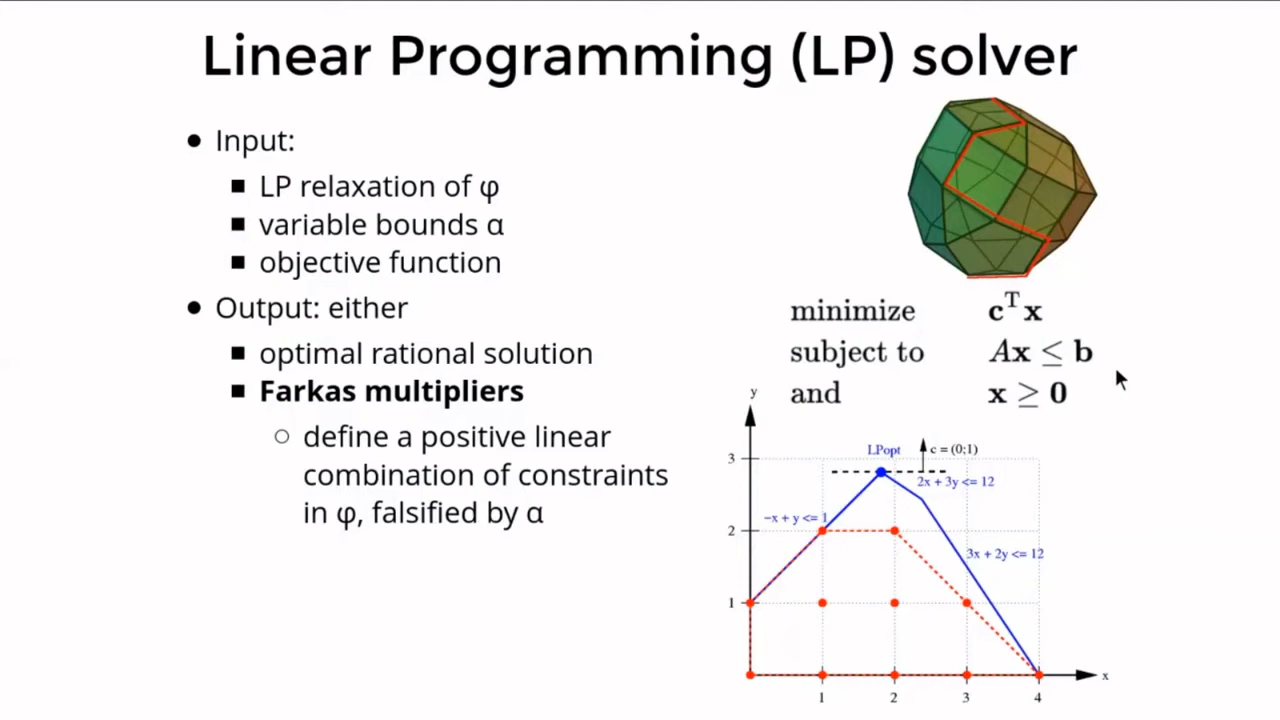 Linear Programming (LP) solver
Input:
LP relaxation of φ
variable bounds α
objective function
Output: either
optimal rational solution
Farkas multipliers
define a positive linear
combination of constraints
in φ, falsified by α
minimize c^T x
subject to Ax ≤ b
and x ≥ 0
y
3
LPopt
c = (0;1)
2x + 3y <= 12
−x + y <= 1
2
3x + 2y <= 12
1
x
1 2 3 4